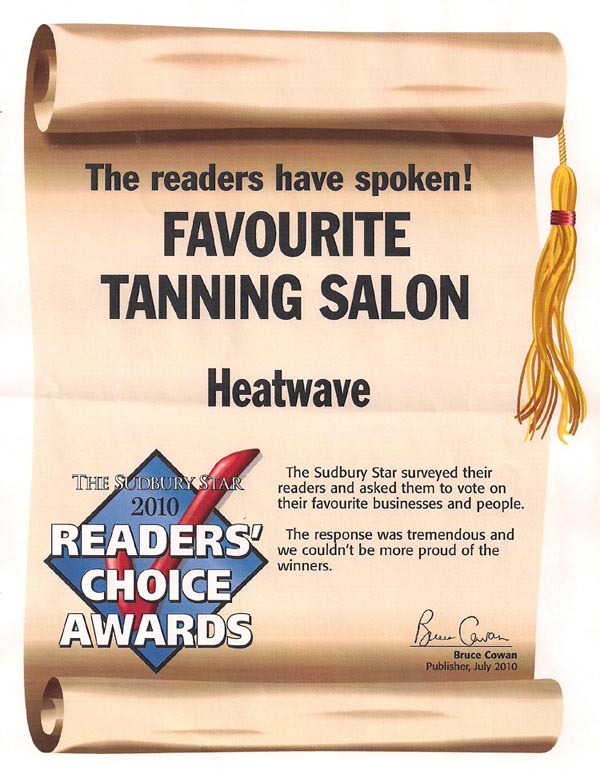 The readers have spoken!
FAVOURITE
TANNING SALON
Heatwave
THE SUDBURY STAR
2010
READERS'
CHOICE
AWARDS
The Sudbury Star surveyed their
readers and asked them to vote on
their favourite businesses and people.
The response was tremendous and
we couldn't be more proud of the
winners.
Bruce Cowan
Bruce Cowan
Publisher, July 2010